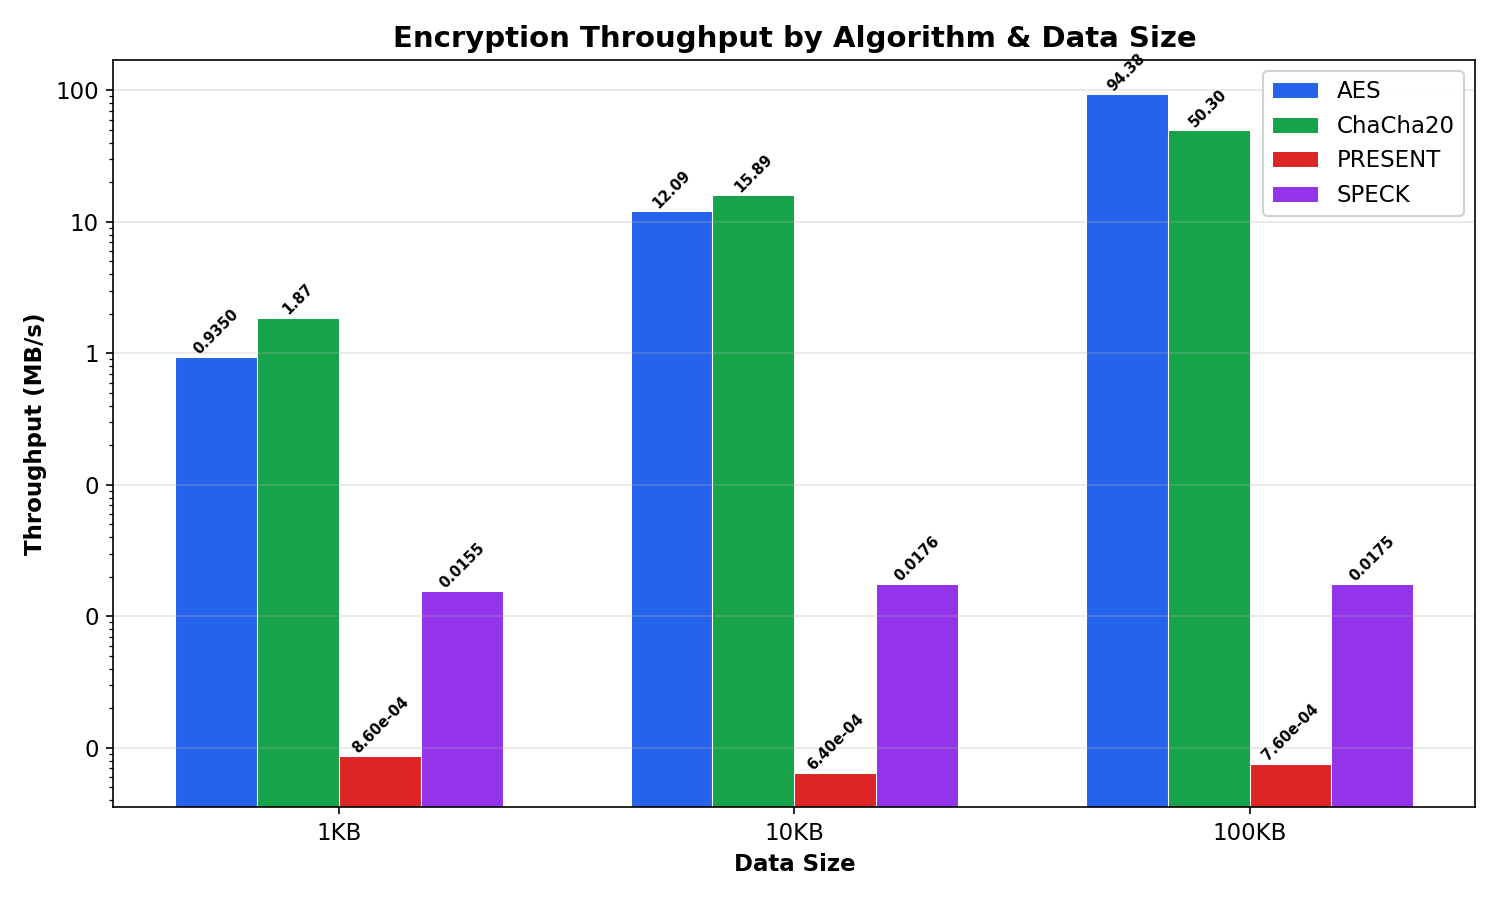 Encryption Throughput by Algorithm & Data Size
Throughput (MB/s)
100
10
1
0
0
0
0.9350
1.87
8.60e-04
0.0155
12.09
15.89
6.40e-04
0.0176
94.38
50.30
7.60e-04
0.0175
AES
ChaCha20
PRESENT
SPECK
1KB
10KB
100KB
Data Size